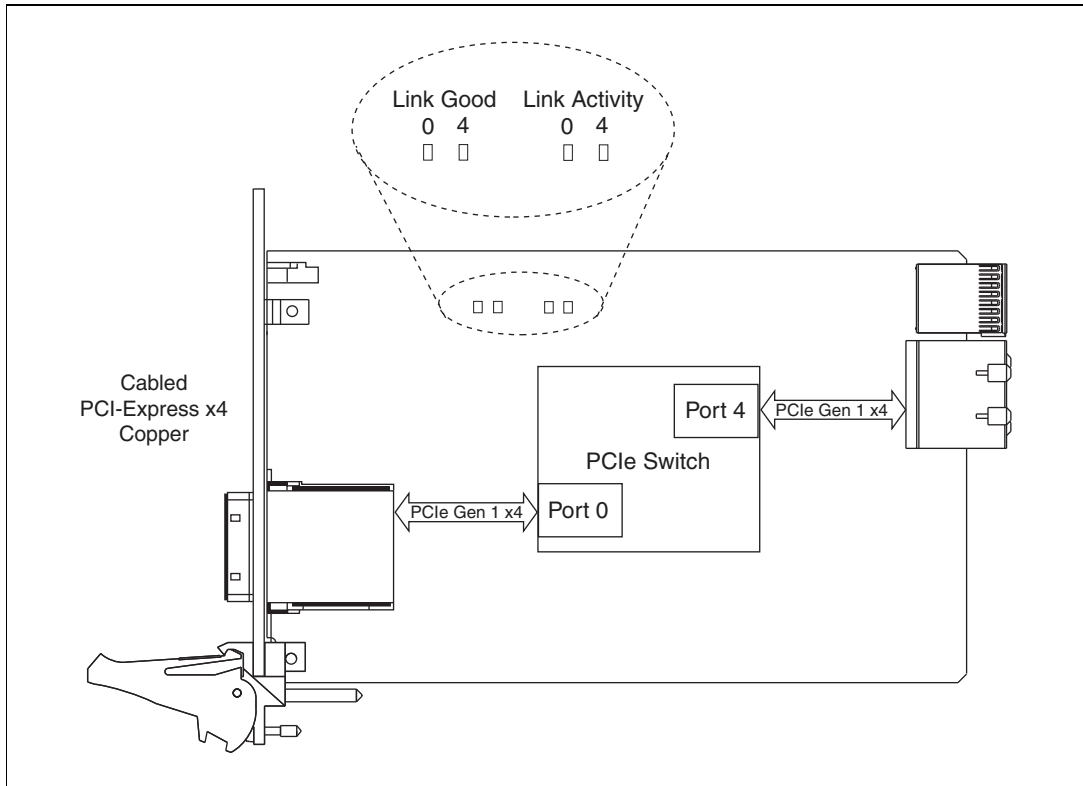 Link Good Link Activity
0 4 0 4
Cabled
PCI-Express x4
Copper
Port 4
PCIe Gen 1 x4
PCIe Switch
PCIe Gen 1 x4
Port 0